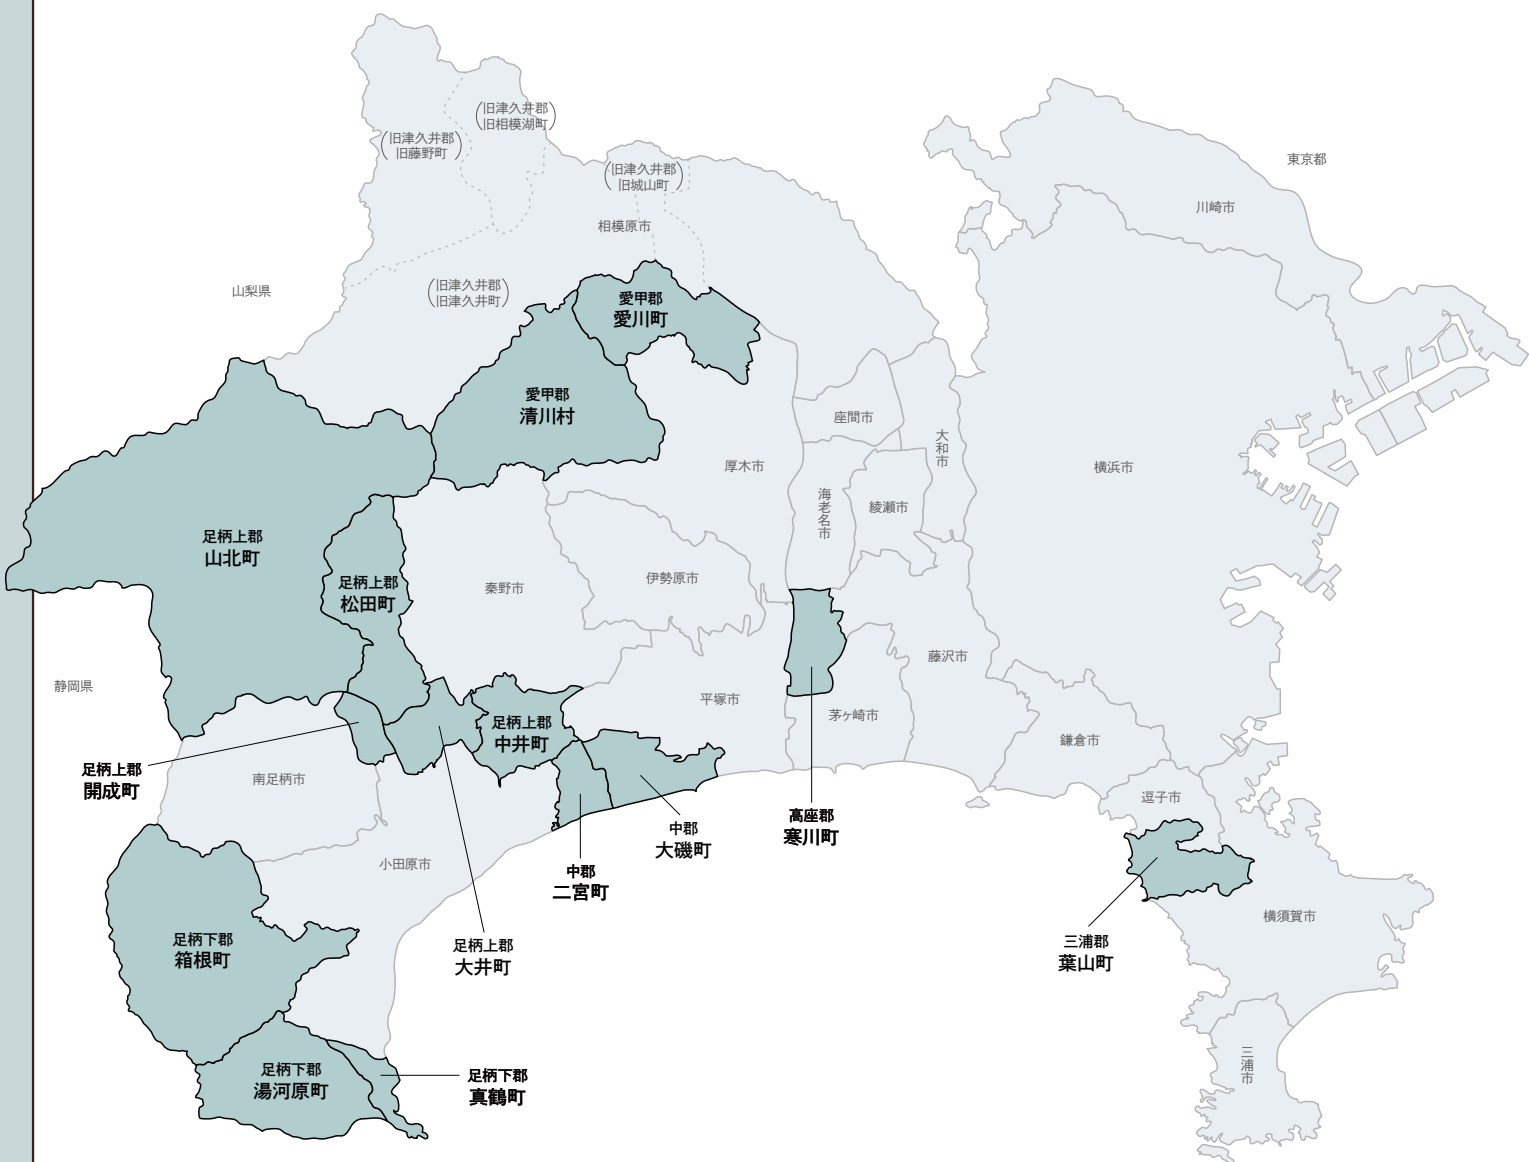 (旧津久井郡
旧相模湖町)
(旧津久井郡
旧藤野町)
東京都
(旧津久井郡
旧城山町)
川崎市
相模原市
山梨県
(旧津久井郡
旧津久井町)
愛甲郡
愛川町
愛甲郡
清川村
座間市
大和市
厚木市
横浜市
海老名市
綾瀬市
足柄上郡
山北町
足柄上郡
松田町
秦野市
伊勢原市
藤沢市
静岡県
平塚市
茅ヶ崎市
足柄上郡
中井町
鎌倉市
足柄上郡
開成町
南足柄市
逗子市
高座郡
寒川町
中郡
大磯町
小田原市
中郡
二宮町
横須賀市
足柄下郡
箱根町
足柄上郡
大井町
三浦郡
葉山町
足柄下郡
湯河原町
足柄下郡
真鶴町
三浦市